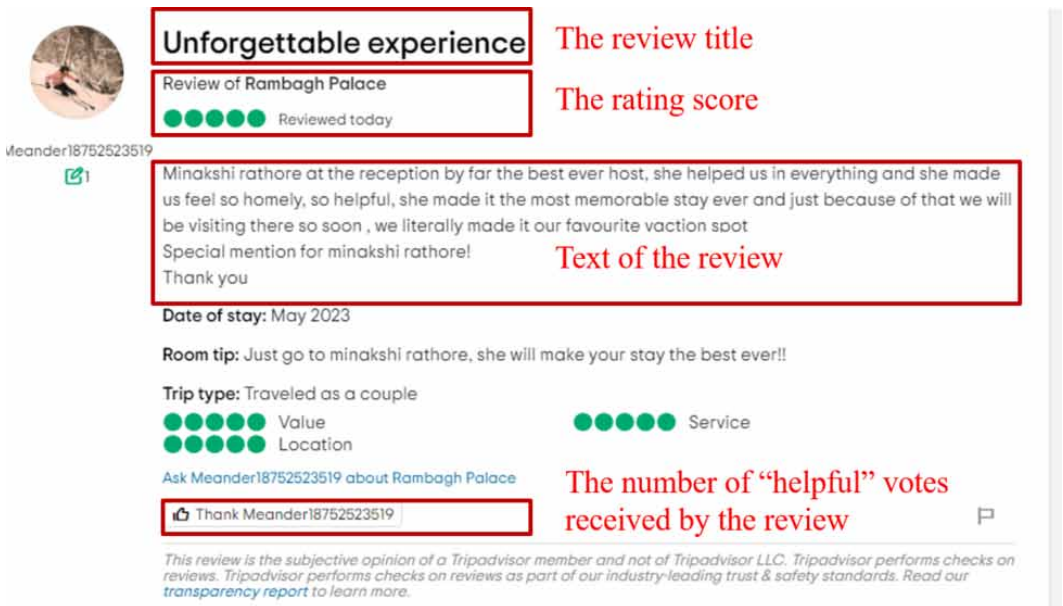 Unforgettable experience
The review title
Review of Rambagh Palace
The rating score
Reviewed today
Meander18752523519
1
Minakshi rathore at the reception by far the best ever host, she helped us in everything and she made
us feel so homely, so helpful, she made it the most memorable stay ever and just because of that we will
be visiting there so soon , we literally made it our favourite vaction spot
Special mention for minakshi rathore!
Text of the review
Thank you
Date of stay: May 2023
Room tip: Just go to minakshi rathore, she will make your stay the best ever!!
Trip type: Traveled as a couple
Value
Service
Location
Ask Meander18752523519 about Rambagh Palace
The number of “helpful” votes
received by the review
Thank Meander18752523519
This review is the subjective opinion of a Tripadvisor member and not of Tripadvisor LLC. Tripadvisor performs checks on
reviews. Tripadvisor performs checks on reviews as part of our industry-leading trust & safety standards. Read our
transparency report to learn more.